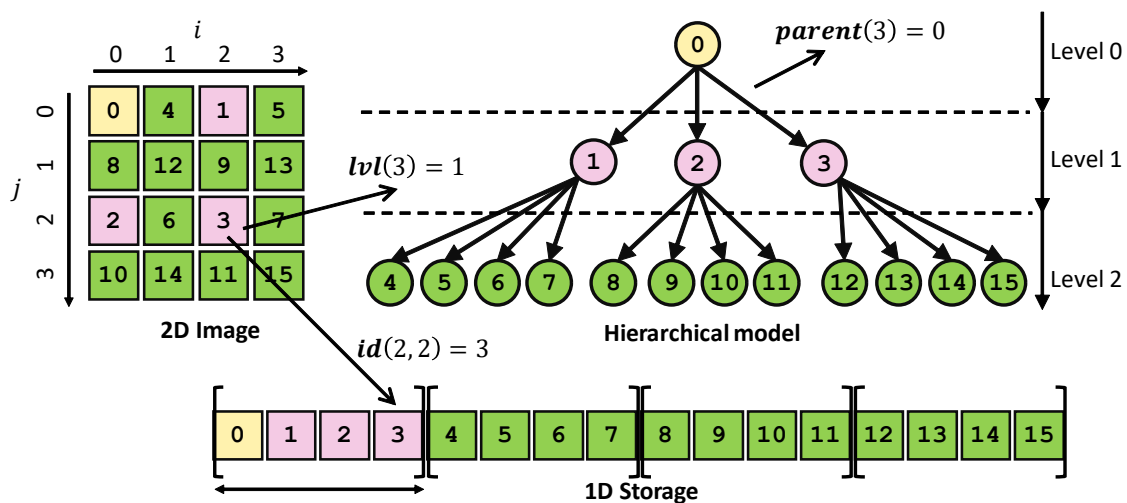 i
0 1 2 3
j
0
1
2
3
0 4 1 5
8 12 9 13
2 6 3 7
10 14 11 15
2D Image
lvl(3) = 1
id(2,2) = 3
parent(3) = 0
0
1 2 3
4 5 6 7 8 9 10 11 12 13 14 15
Hierarchical model
Level 0
Level 1
Level 2
0 1 2 3 4 5 6 7 8 9 10 11 12 13 14 15
1D Storage